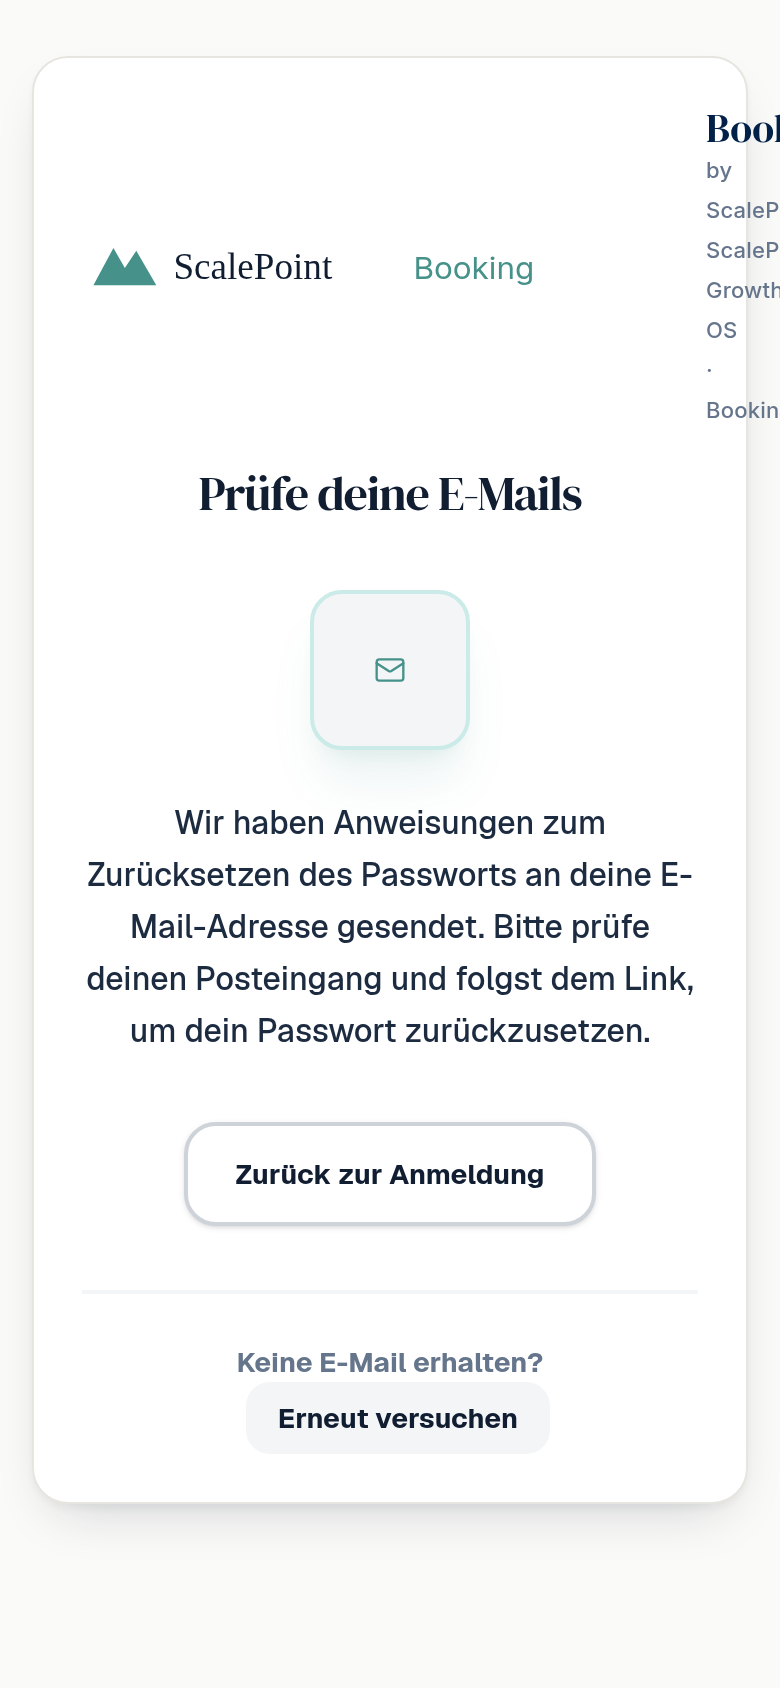 ScalePoint Booking
by
OS
·
Prüfe deine E-Mails
Wir haben Anweisungen zum
Zurücksetzen des Passworts an deine E-
Mail-Adresse gesendet. Bitte prüfe
deinen Posteingang und folgst dem Link,
um dein Passwort zurückzusetzen.
Zurück zur Anmeldung
Keine E-Mail erhalten?
Erneut versuchen